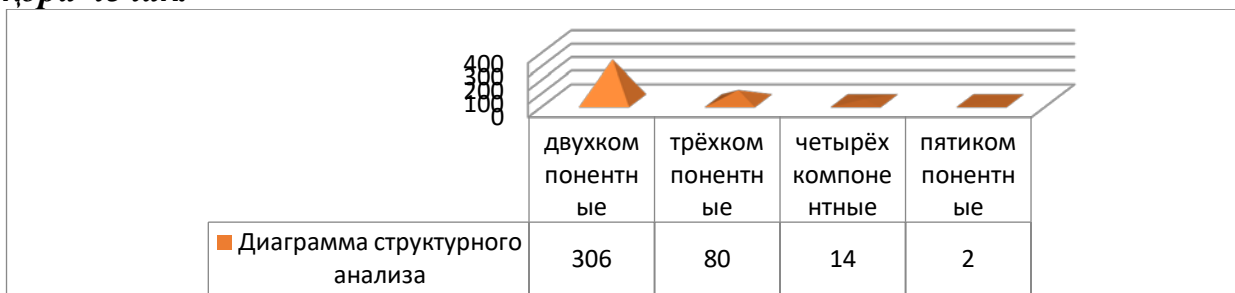 400
300
200
100
0
двухком
понентн
ые
трёхком
понентн
ые
четырёх
компоне
нтные
пятиком
понентн
ые
Диаграмма структурного
анализа
306
80
14
2